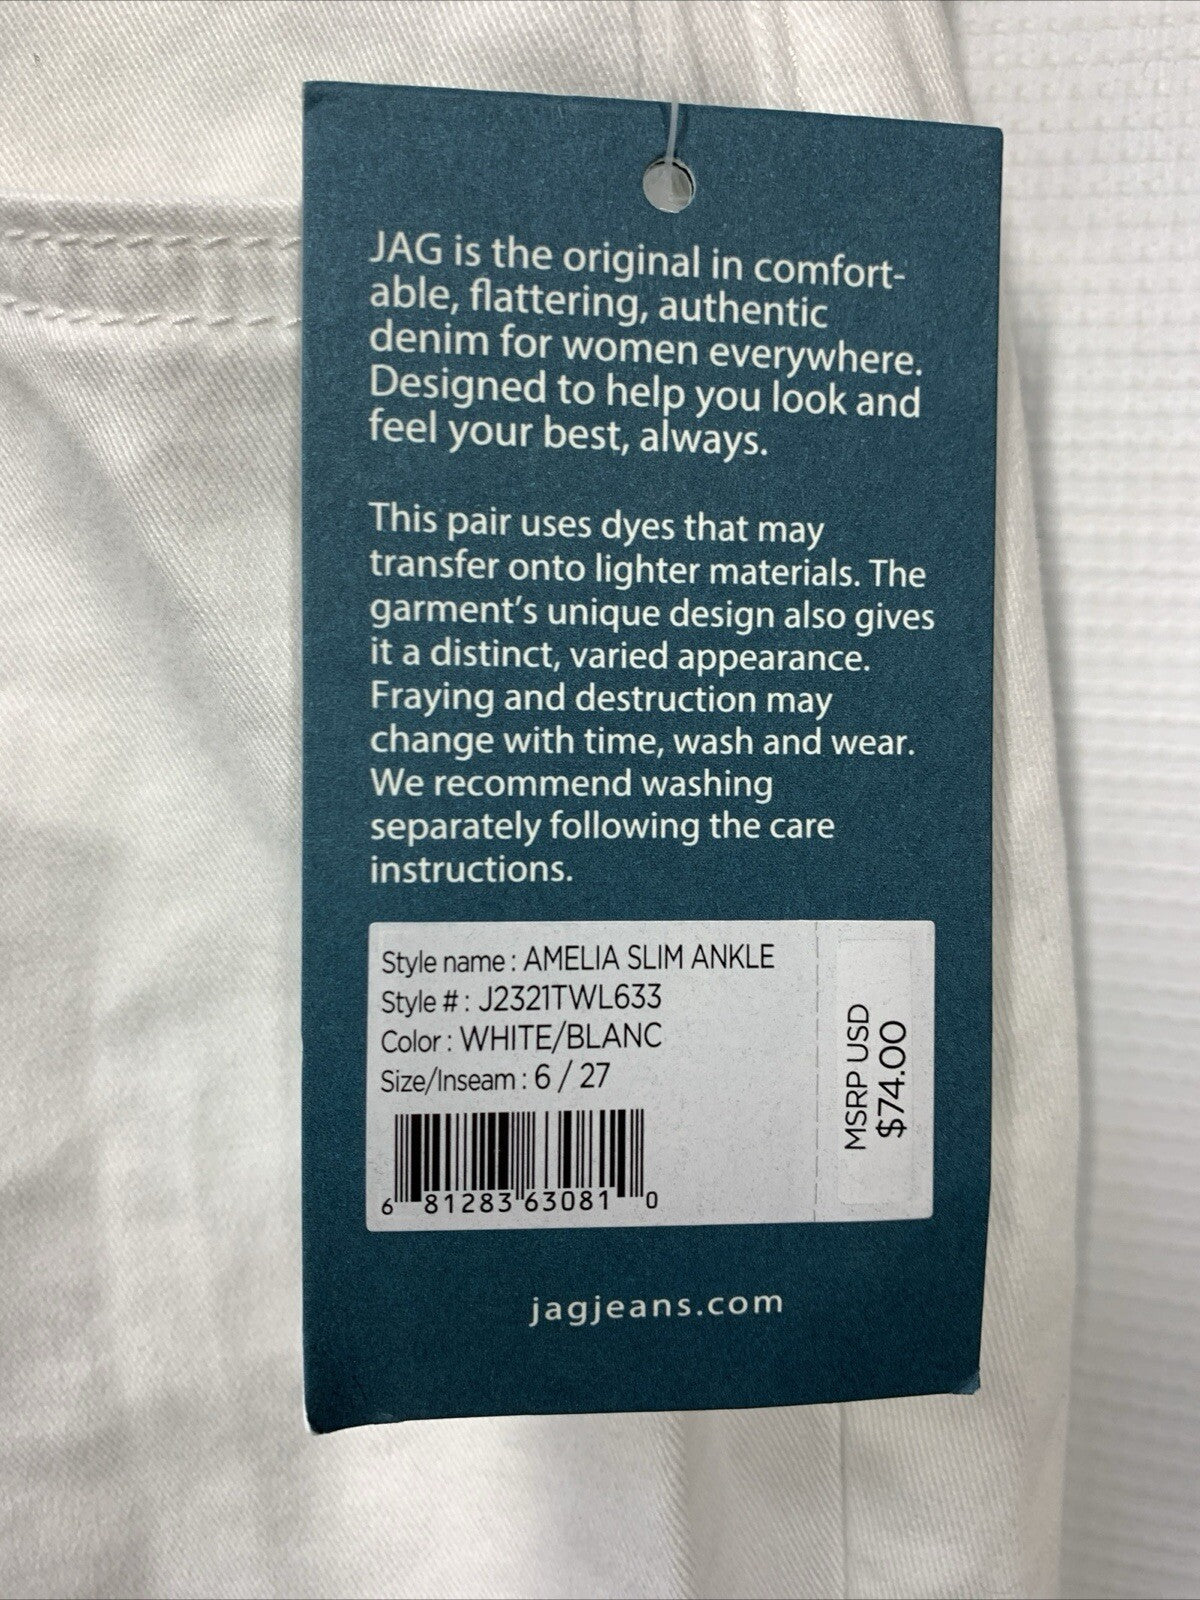 JAG is the original in comfort-
able, flattering, authentic
denim for women everywhere.
Designed to help you look and
feel your best, always.
This pair uses dyes that may
transfer onto lighter materials. The
garment's unique design also gives
it a distinct, varied appearance.
Fraying and destruction may
change with time, wash and wear.
We recommend washing
separately following the care
instructions.
Style name : AMELIA SLIM ANKLE
Style # : J2321TWL633
Color : WHITE/BLANC
Size/Inseam : 6 / 27
6 81283 63081 0
MSRP USD
$74.00
jagjeans.com